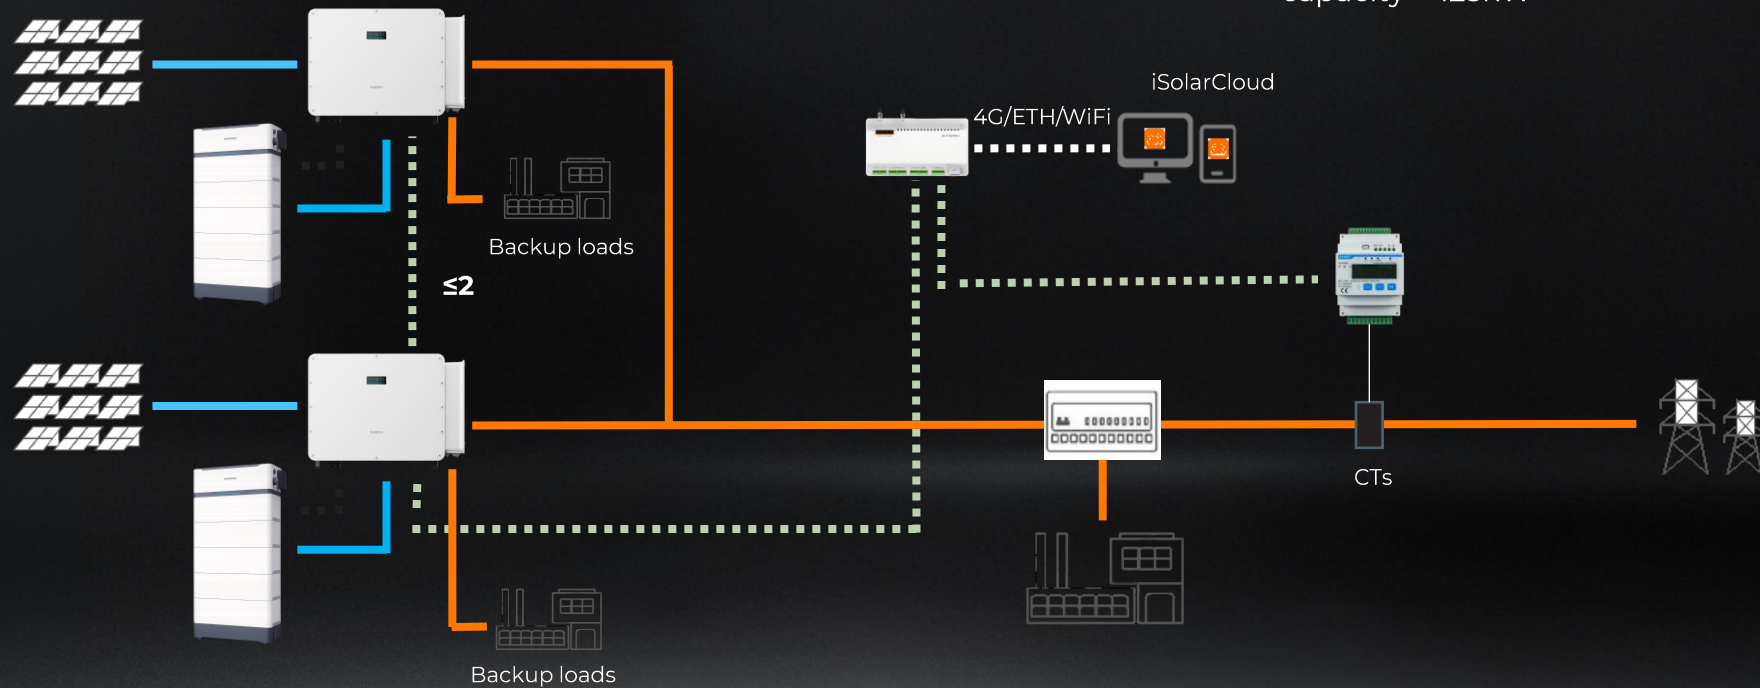 iSolarCloud
4G/ETH/WiFi
Backup loads
≤2
CTs
Backup loads